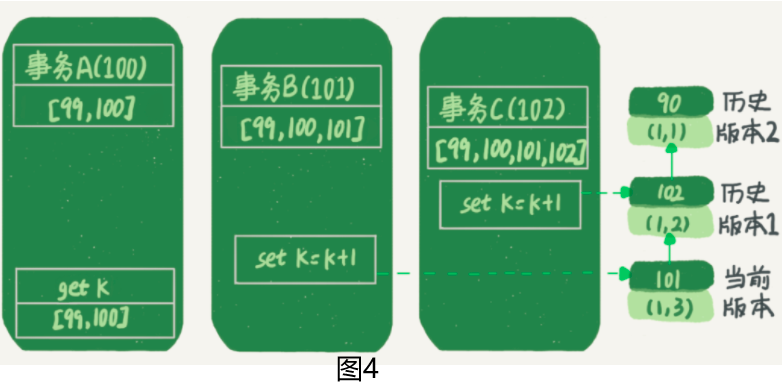 事务A(100)
[99,100]
get k
[99,100]
事务B(101)
[99,100,101]
set k=k+1
事务C(102)
[99,100,101,102]
set k=k+1
90
(1,1)
历史
版本2
102
(1,2)
历史
版本1
101
(1,3)
当前
版本
图4